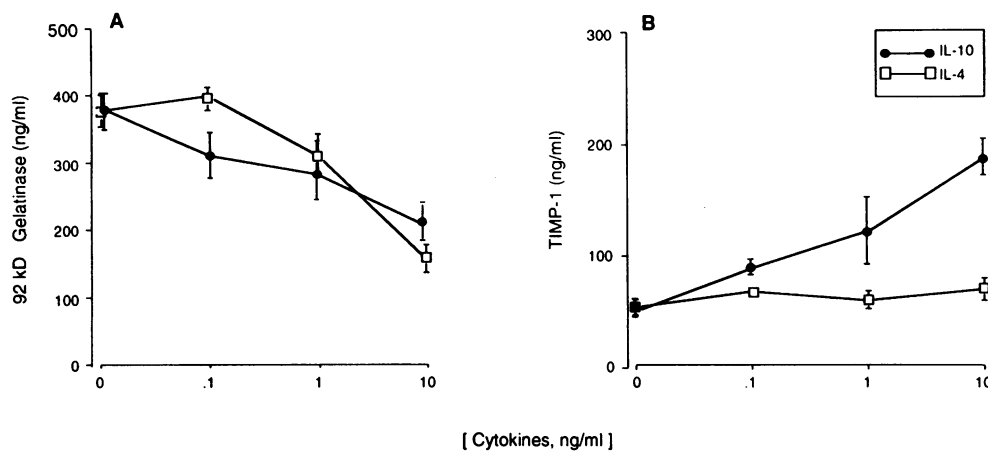 A
500
400
300
200
100
0
92 kD Gelatinase (ng/ml)
0
.1
1
10
B
300
200
100
0
TIMP-1 (ng/ml)
0
.1
1
10
IL-10
IL-4
[ Cytokines, ng/ml ]